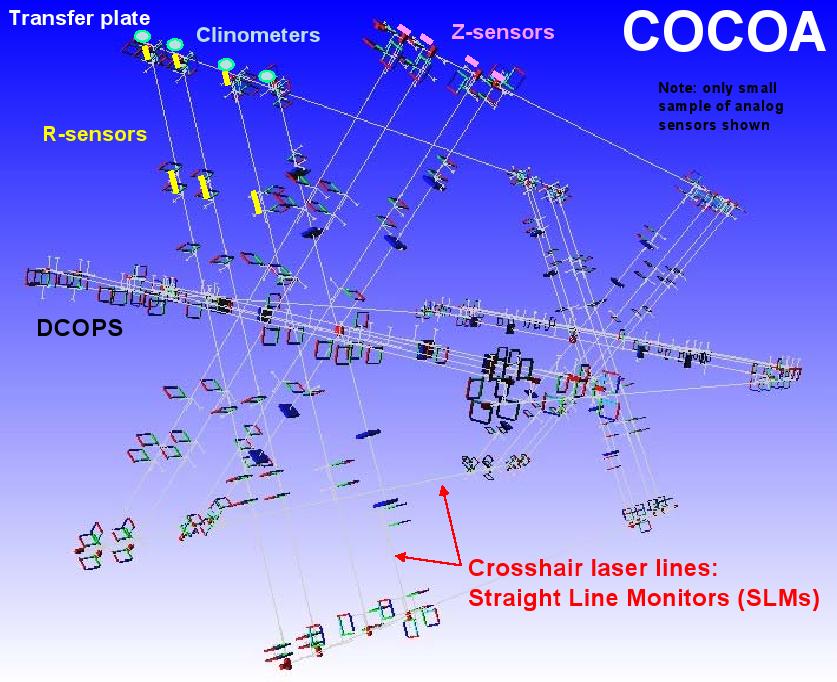 Transfer plate
Clinometers
Z-sensors
COCOA
Note: only small
sample of analog
sensors shown
R-sensors
DCOPS
Crosshair laser lines:
Straight Line Monitors (SLMs)